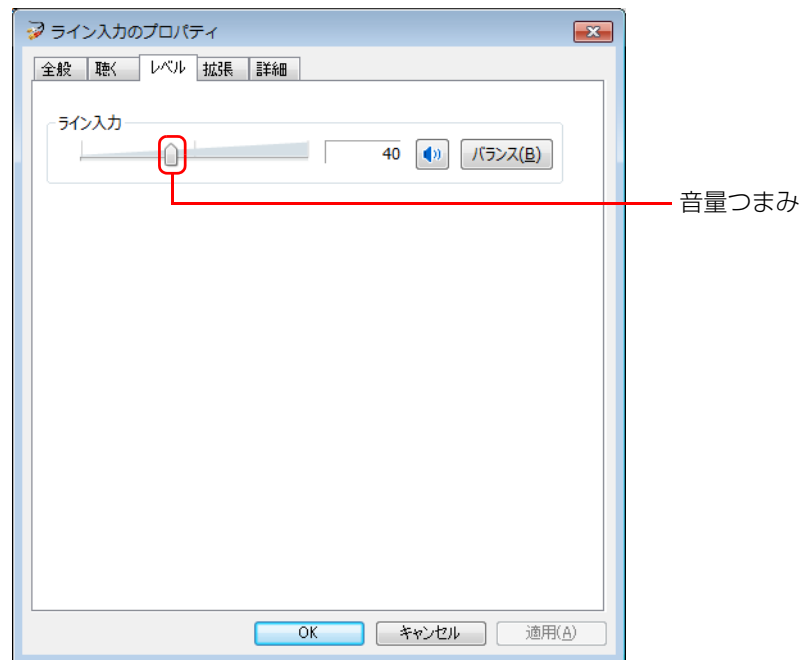 ライン入力のプロパティ
全般 聴く レベル 拡張 詳細
ライン入力
40 バランス(B)
音量つまみ
OK キャンセル 適用(A)